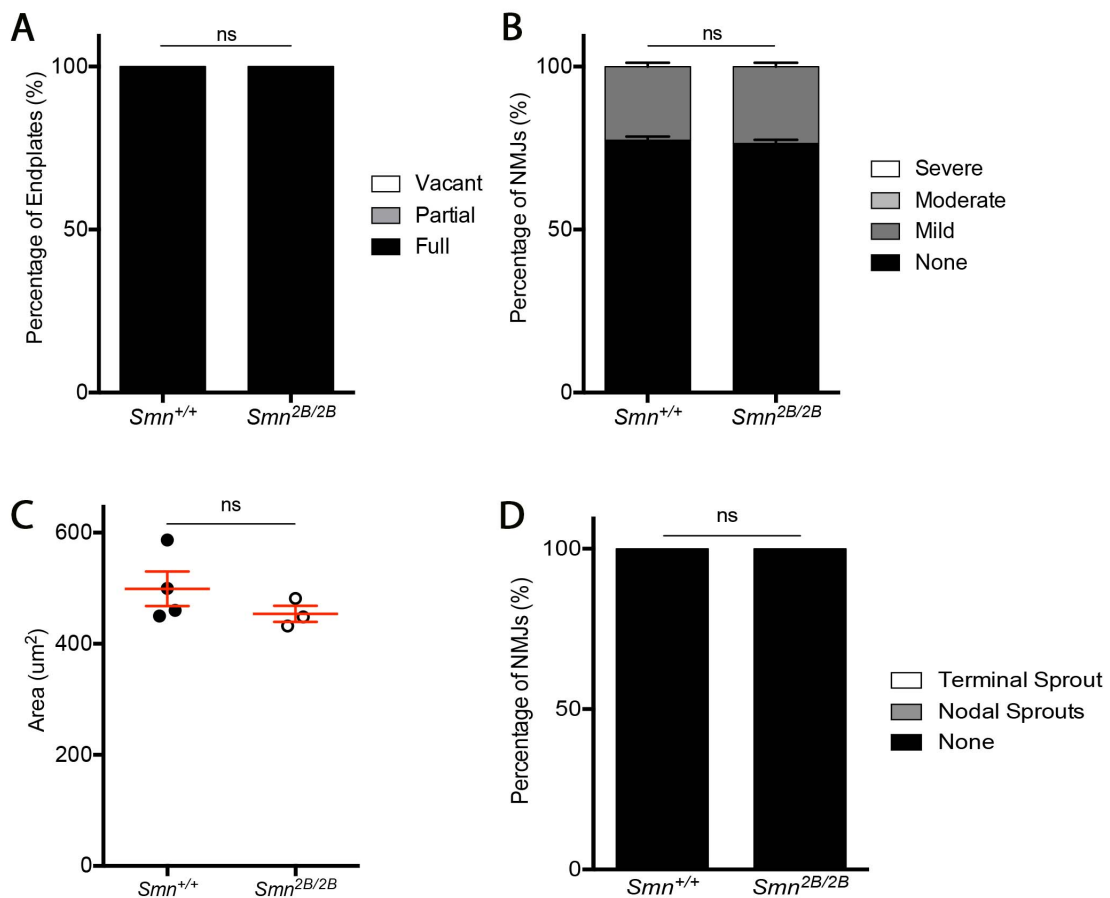 A
ns
Percentage of Endplates (%)
100
50
0
Smn+/+
Smn2B/2B
Vacant
Partial
Full
B
ns
Percentage of NMJs (%)
100
50
0
Smn+/+
Smn2B/2B
Severe
Moderate
Mild
None
C
ns
Area (um2)
600
400
200
0
Smn+/+
Smn2B/2B
D
ns
Percentage of NMJs (%)
100
50
0
Smn+/+
Smn2B/2B
Terminal Sprout
Nodal Sprouts
None